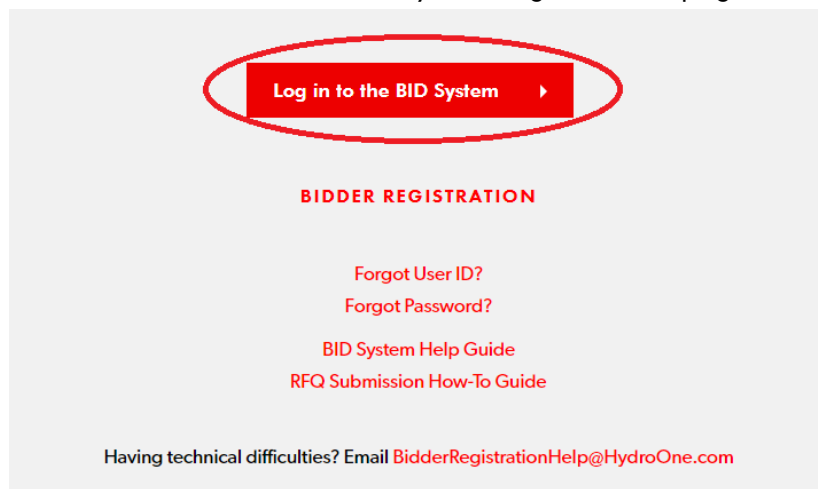 Log in to the BID System
BIDDER REGISTRATION
Forgot User ID?
Forgot Password?
BID System Help Guide
RFQ Submission How-To Guide
Having technical difficulties? Email BidderRegistrationHelp@HydroOne.com